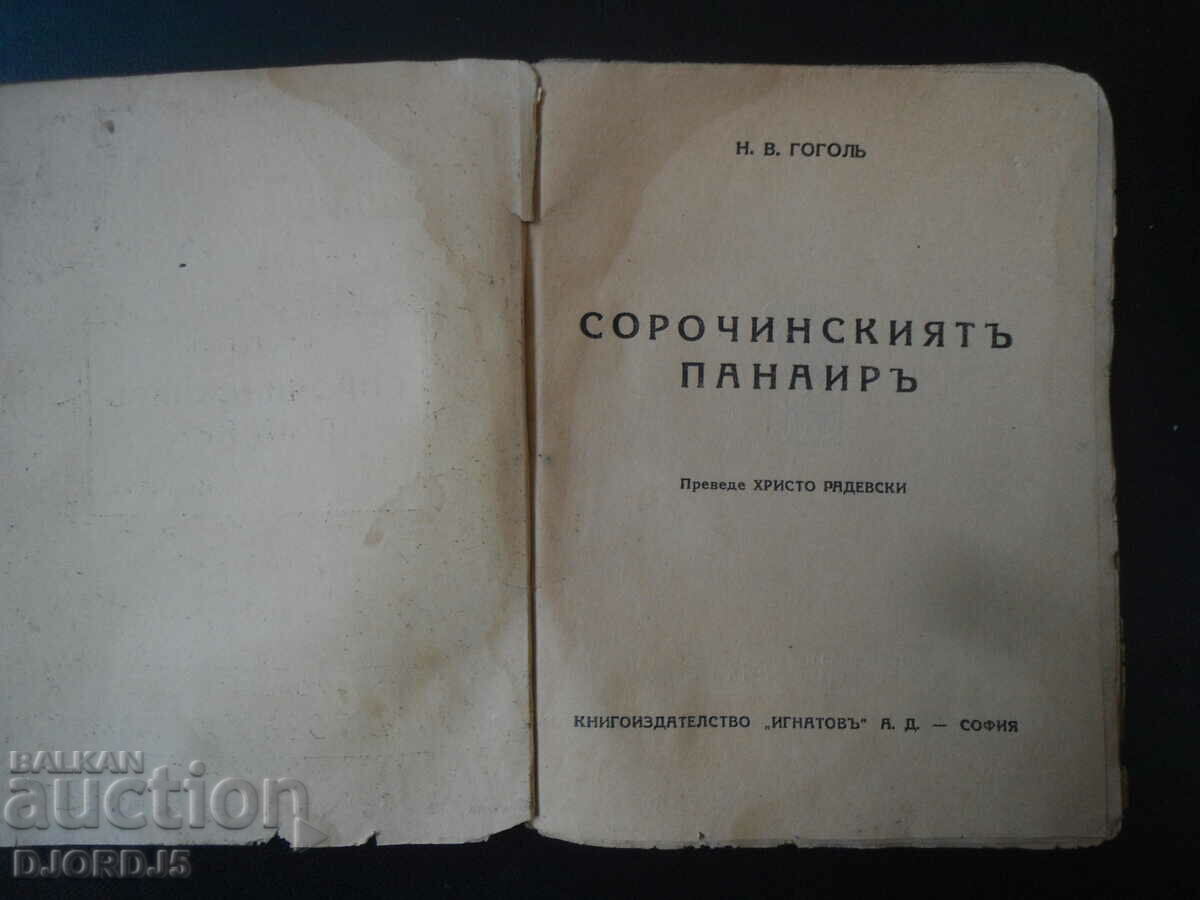 Н. В. ГОГОЛЬ
СОРОЧИНСКИЯТЪ
ПАНАИРЪ
Преведе ХРИСТО РАДЕВСКИ
КНИГОИЗДАТЕЛСТВО „ИГНАТОВЪ" А. Д. — СОФИЯ
BALKAN
auction
DJORDJ5